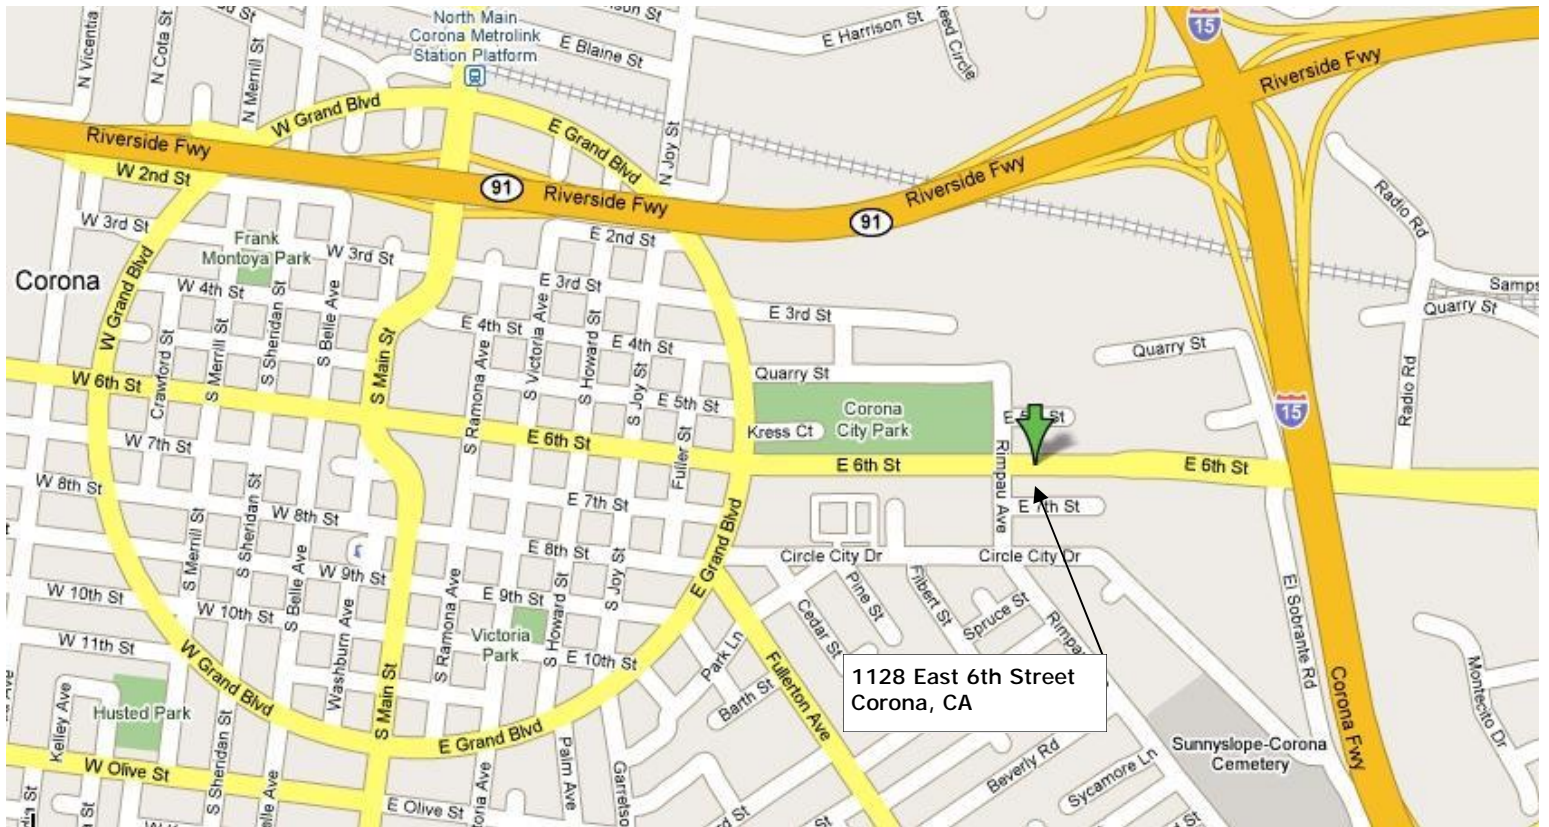 North Main
Corona Metrolink
Station Platform
E Blaine St
E Harrison St
N Vicentia
N Cota St
N Merrill St
W Grand Blvd
E Grand Blvd
N Joy St
15
Riverside Fwy
Riverside Fwy
91
Riverside Fwy
91
Riverside Fwy
W 2nd St
W 3rd St
Frank
Montoya Park
W 3rd St
E 2nd St
Radio Rd
Corona
W Grand Blvd
W 4th St
E 3rd St
E 3rd St
Quarry St
S Belle Ave
S Sheridan St
S Merrill St
Crawford St
S Main St
E 4th St
E 4th St
S Ramona Ave
S Victoria Ave
S Howard St
S Joy St
Quarry St
Quarry St
Radio Rd
W 6th St
E 5th St
Corona
City Park
Kress Ct
15
E 6th St
E 6th St
E 6th St
Fuller St
Rimpau Ave
W 7th St
W 8th St
W 8th St
E 7th St
E 7th St
S Merrill St
S Sheridan St
S Belle Ave
W 9th St
E 8th St
E Grand Blvd
Circle City Dr
Circle City Dr
W 10th St
W 10th St
Washburn Ave
S Ramona Ave
E 9th St
S Howard St
S Joy St
Pine St
Filbert St
Cedar St
Spruce St
El Sobrante Rd
W 11th St
W Grand Blvd
Victoria
Park
E 10th St
Park Ln
Barth St
Fullerton Ave
1128 East 6th Street
Corona, CA
Corona Fwy
Montecito Dr
Kelley Ave
Husted Park
S Sheridan St
S Main St
E Grand Blvd
Palm Ave
Beverly Rd
Sycamore Ln
Sunnyslope-Corona
Cemetery
W Olive St
E Olive St